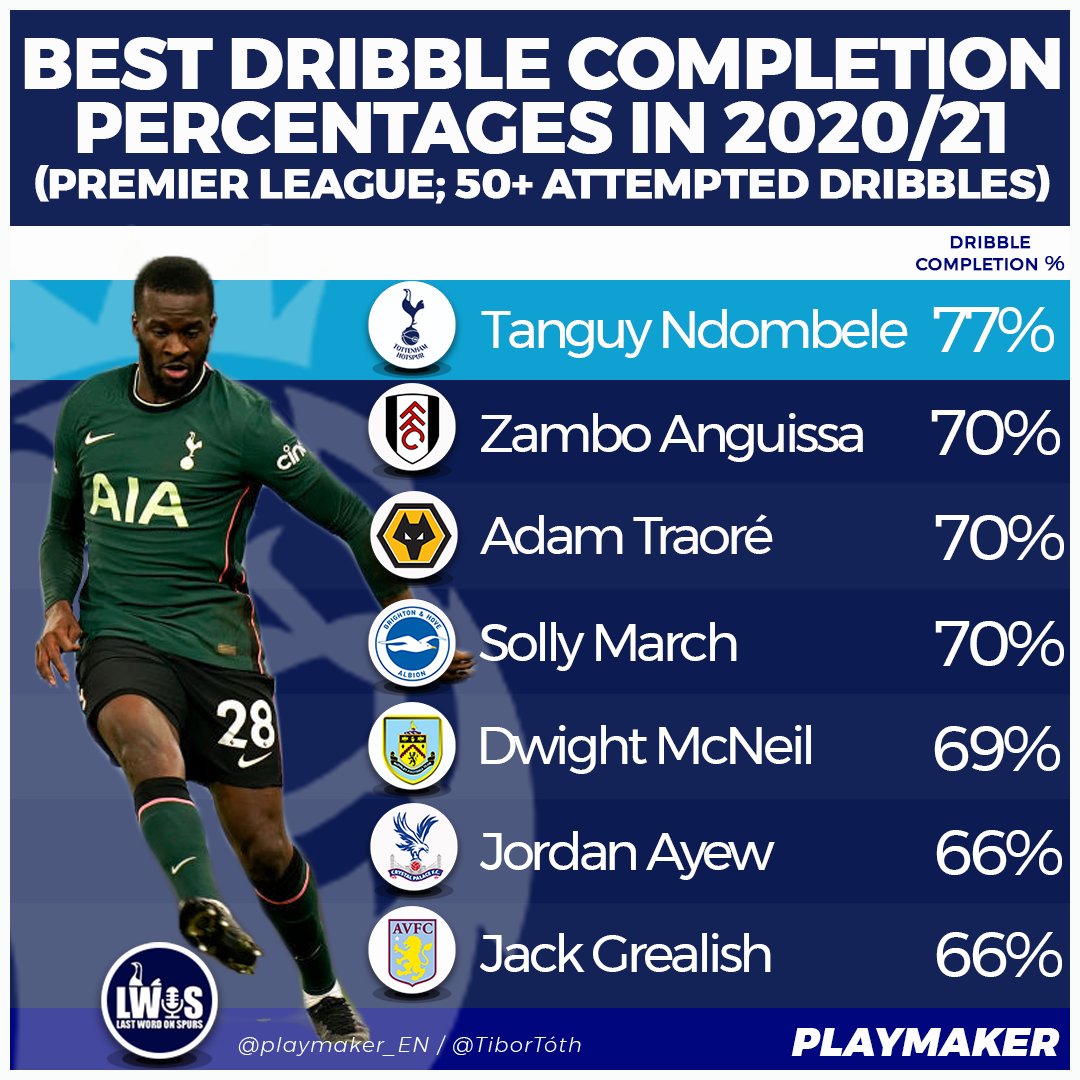 BEST DRIBBLE COMPLETION
PERCENTAGES IN 2020/21
(PREMIER LEAGUE; 50+ ATTEMPTED DRIBBLES)
DRIBBLE
COMPLETION %
TOTTENHAM
HOTSPUR
Tanguy Ndombele 77%
FFC
Zambo Anguissa 70%
Adam Traoré 70%
BRIGHTON & HOVE
ALBION
Solly March 70%
Dwight McNeil 69%
CRYSTAL PALACE F.C.
Jordan Ayew 66%
AVFC
Jack Grealish 66%
AIA
cin
28
LWOS
LAST WORD ON SPURS
@playmaker_EN / @TiborTóth
PLAYMAKER